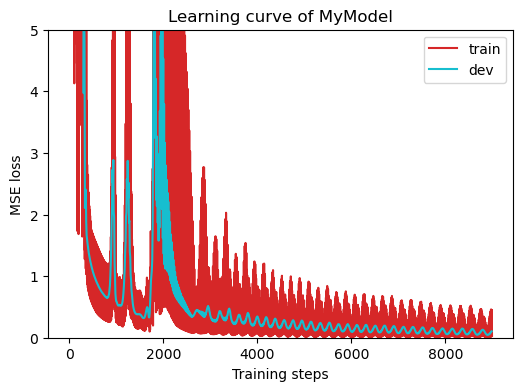 Learning curve of MyModel
train
dev
MSE loss
5
4
3
2
1
0
0 2000 4000 6000 8000
Training steps